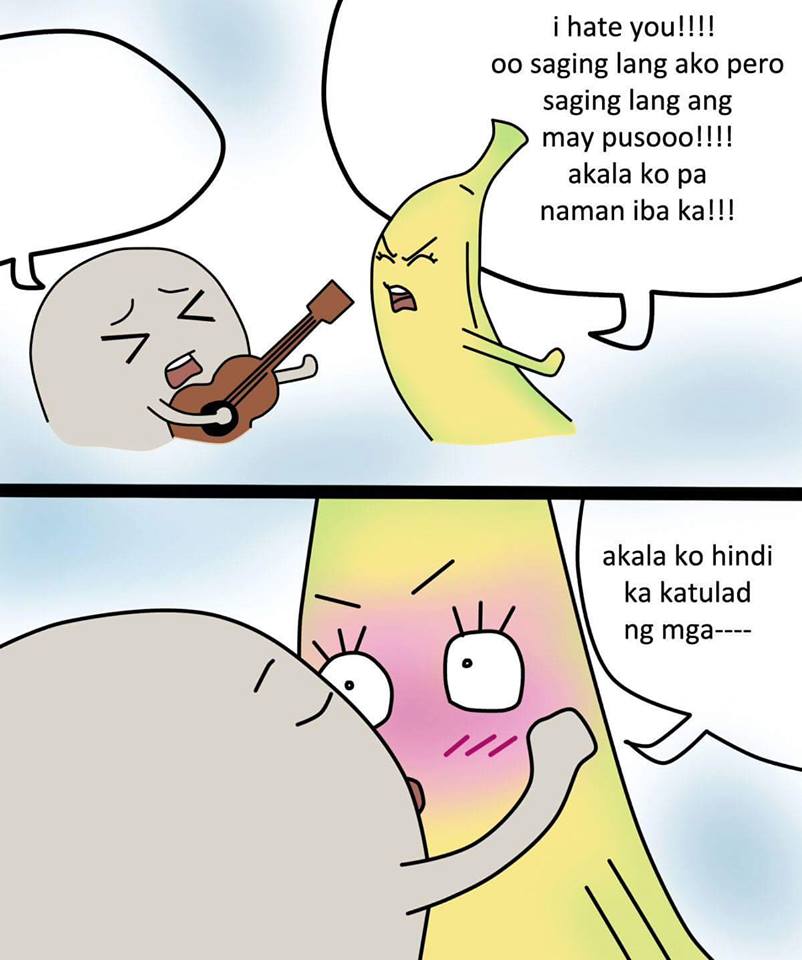 i hate you!!!!
oo saging lang ako pero
saging lang ang
may pusooo!!!!
akala ko pa
naman iba ka!!!
akala ko hindi
ka katulad
ng mga----